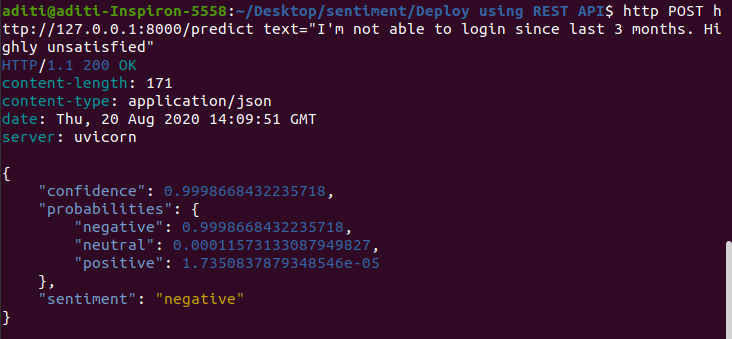 aditi@aditi-Inspiron-5558:~/Desktop/sentiment/Deploy using REST API$ http POST h
ttp://127.0.0.1:8000/predict text="I'm not able to login since last 3 months. Hi
ghly unsatisfied"
HTTP/1.1 200 OK
content-length: 171
content-type: application/json
date: Thu, 20 Aug 2020 14:09:51 GMT
server: uvicorn

{
    "confidence": 0.9998668432235718,
    "probabilities": {
        "negative": 0.9998668432235718,
        "neutral": 0.00011573133087949827,
        "positive": 1.7350837879348546e-05
    },
    "sentiment": "negative"
}